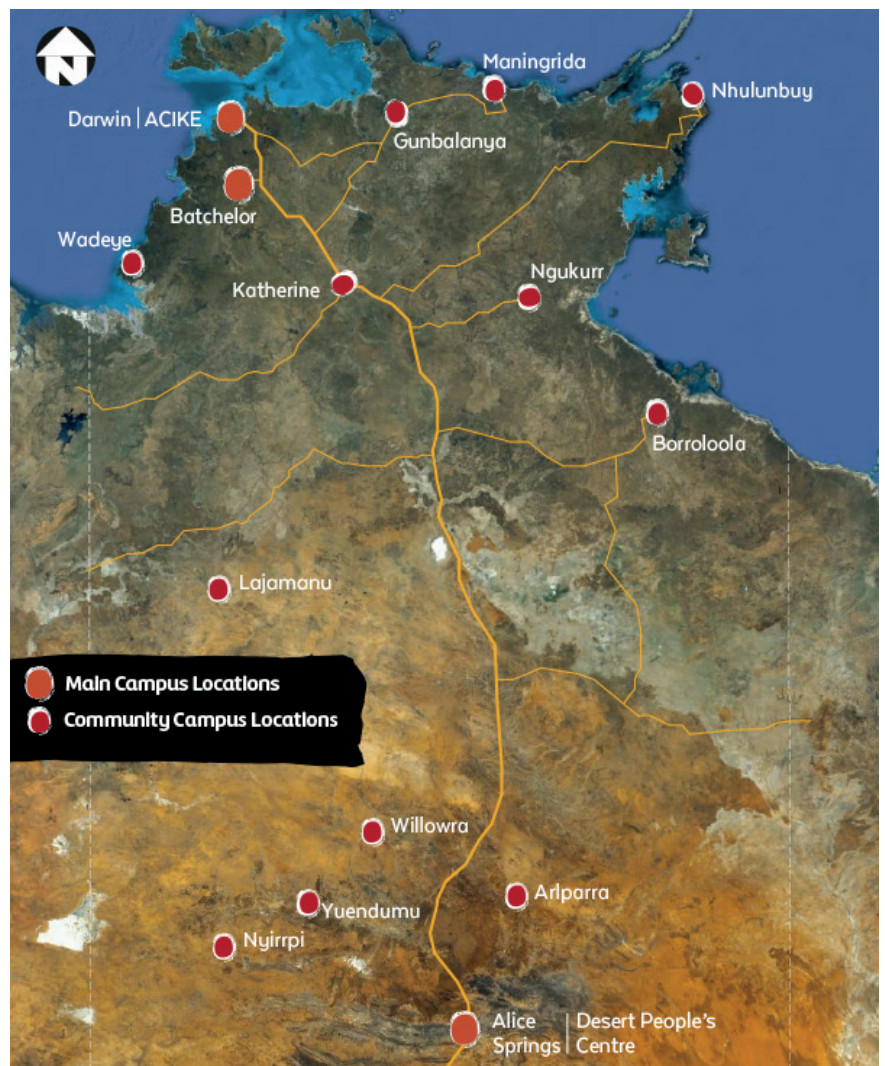 N
Maningrida
Nhulunbuy
Darwin | ACIKE
Gunbalanya
Batchelor
Wadeye
Ngukurr
Katherine
Borroloola
Lajamanu
Main Campus Locations
Community Campus Locations
Willowra
Arlparra
Yuendumu
Nyirrpi
Alice | Desert People's
Springs | Centre